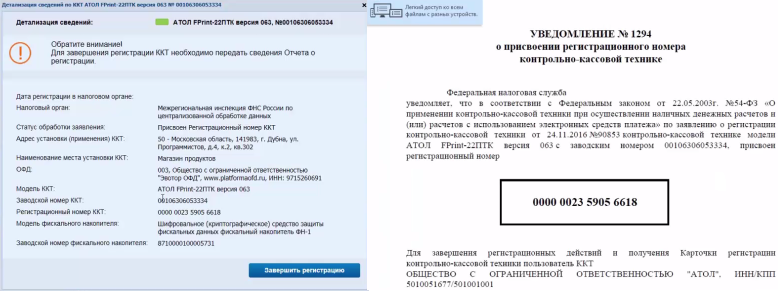 Детализация сведений по ККТ АТОЛ FPrint-22ПТК версия 063 № 00106306053334
Детализация сведений:
АТОЛ FPrint-22ПТК версия 063, №00106306053334
Обратите внимание!
Для завершения регистрации ККТ необходимо передать сведения Отчета о
регистрации.
Дата регистрации в налоговом органе:
Налоговый орган:
Межрегиональная инспекция ФНС России по
централизованной обработке данных
Статус обработки заявления:
Присвоен Регистрационный номер ККТ
Адрес установки (применения) ККТ:
50 - Московская область, 141983, г. Дубна, ул.
Программистов, д.4, к.2, кв.302
Наименование места установки ККТ:
Магазин продуктов
ОФД:
003, Общество с ограниченной ответственностью
"Эвотор ОФД", www.platformaofd.ru, ИНН: 9715260691
Модель ККТ:
АТОЛ FPrint-22ПТК версия 063
Заводской номер ККТ:
00106306053334
Регистрационный номер ККТ:
0000 0023 5905 6618
Модель фискального накопителя:
Шифровальное (криптографическое) средство защиты
фискальных данных фискальный накопитель ФН-1
Заводской номер фискального накопителя:
8710000100005731
Завершить регистрацию
Легкий доступ ко всем
файлам с разных устройств.
УВЕДОМЛЕНИЕ № 1294
о присвоении регистрационного номера
контрольно-кассовой технике
Федеральная налоговая служба
уведомляет, что в соответствии с Федеральным законом от 22.05.2003г. №54-ФЗ «О
применении контрольно-кассовой техники при осуществлении наличных денежных расчетов и
(или) расчетов с использованием электронных средств платежа» по заявлению о регистрации
контрольно-кассовой техники от 24.11.2016 №90853 контрольно-кассовой технике модели
АТОЛ FPrint-22ПТК версия 063 с заводским номером 00106306053334, присвоен
регистрационный номер
0000 0023 5905 6618
Для завершения регистрационных действий и получения Карточки регистрации
контрольно-кассовой техники пользователь ККТ
ОБЩЕСТВО С ОГРАНИЧЕННОЙ ОТВЕТСТВЕННОСТЬЮ "АТОЛ", ИНН/КПП
5010051677/501001001